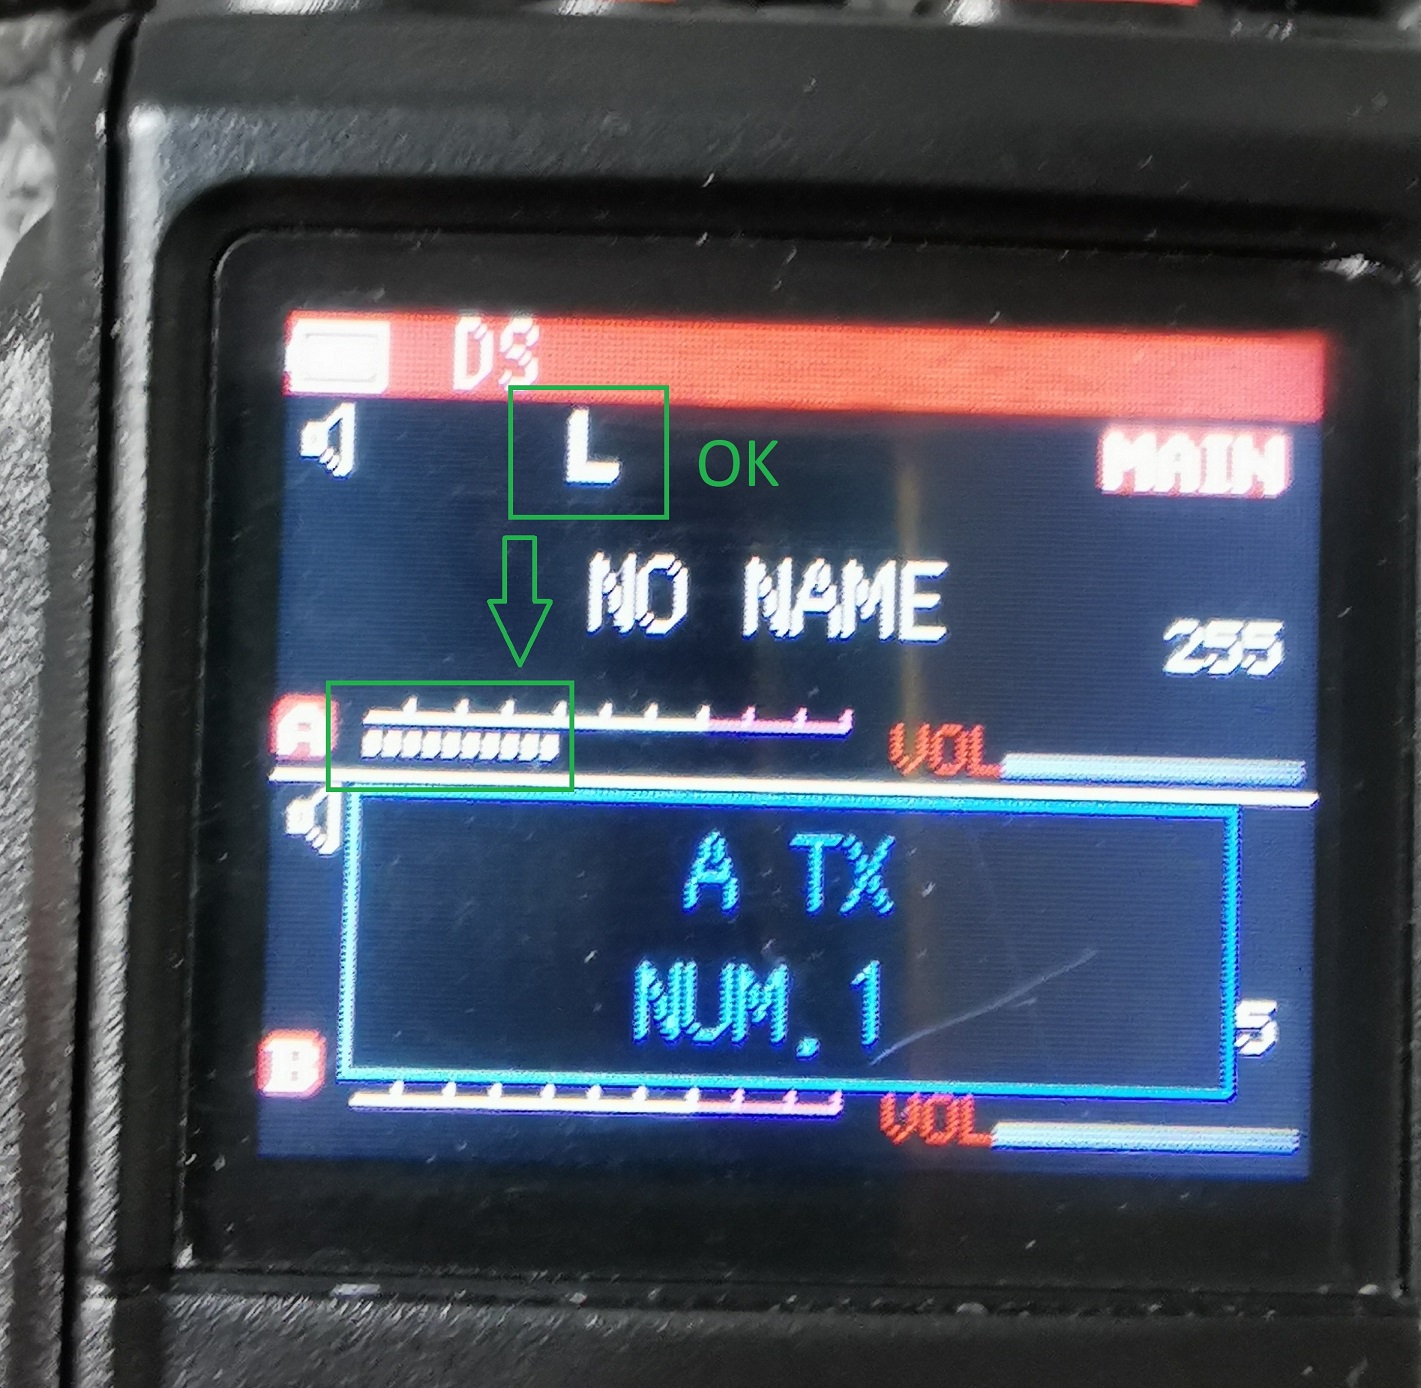 DS
L OK MAIN
NO NAME
255
A VOL
A TX
NUM.1
5
B VOL